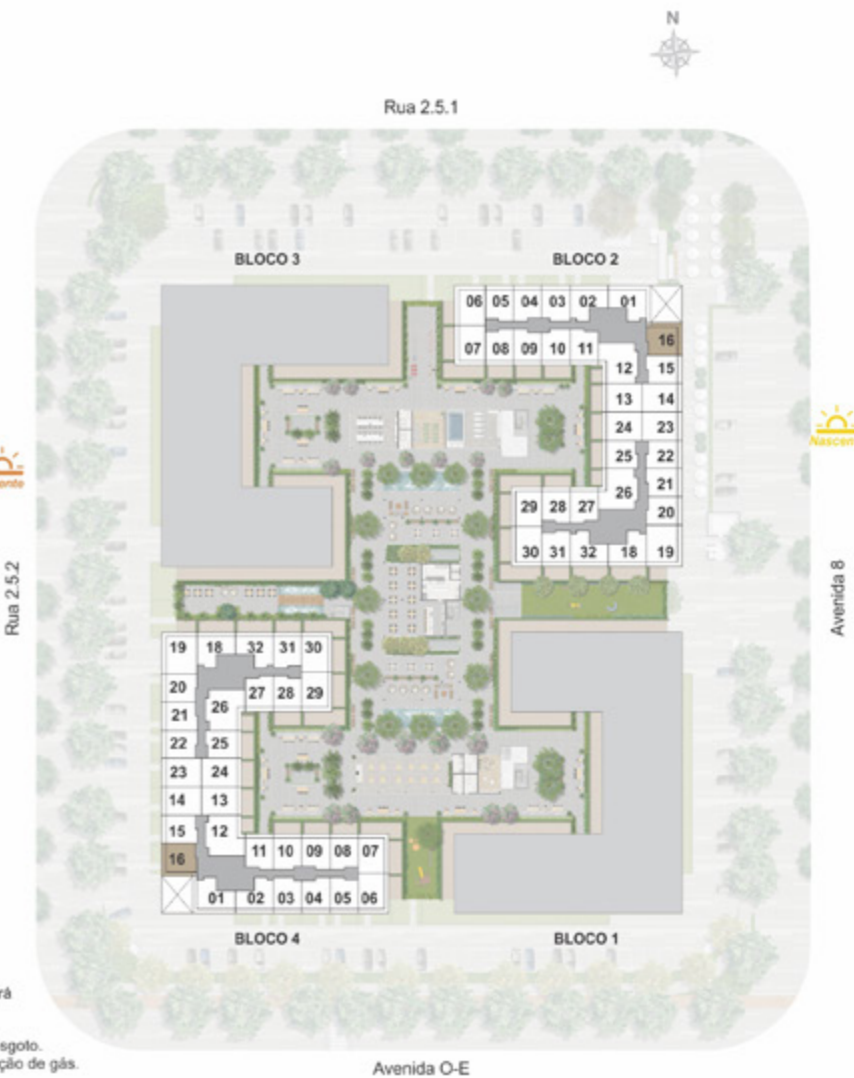 N
Rua 2.5.1
BLOCO 3 BLOCO 2
06 05 04 03 02 01
16
07 08 09 10 11
12 15
13 14
24 23
25 22
21
26
20
29 28 27
30 31 32 18 19
Nascen
ente
Rua 2.5.2
Avenida 8
19 18 32 31 30
20
27 28 29
21 26
22 25
23 24
14 13
15 12
11 10 09 08 07
16
01 02 03 04 05 06
BLOCO 4 BLOCO 1
rá
sgoto.
ção de gás.
Avenida O-E